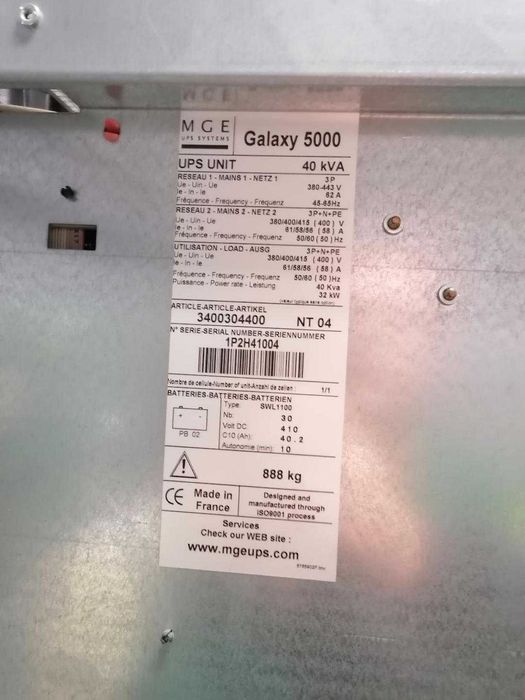 MGE
UPS SYSTEMS
Galaxy 5000
UPS UNIT 40 kVA
RESEAU 1 - MAINS 1 - NETZ 1 3P
Ue - Uin - Ue 380-443 V
Ie - In - Ie 62 A
Fréquence - Frequency - Frequenz 45-65Hz
RESEAU 2 - MAINS 2 - NETZ 2 3P+N+PE
Ue - Uin - Ue 380/400/415 ( 400 ) V
Ie - In - Ie 61/58/56 ( 58 ) A
Fréquence - Frequency - Frequenz 50/60 ( 50 ) Hz
UTILISATION - LOAD - AUSG 3P+N+PE
Ue - Uin - Ue 380/400/415 ( 400 ) V
Ie - In - Ie 61/58/56 ( 58 ) A
Fréquence - Frequency - Frequenz 50/60 ( 50 ) Hz
Puissance - Power rate - Leistung 40 Kva
32 kW
(valeur typique selon option)
ARTICLE-ARTICLE-ARTIKEL
3400304400 NT 04
N° SERIE-SERIAL NUMBER-SERIENNUMMER
1P2H41004
Nombre de cellule-Number of unit-Anzahl de zellen : 1/1
BATTERIES-BATTERIES-BATTERIEN
Type: SWL1100
Nb: 30
Volt DC: 410
C10 (Ah): 40.2
Autonomie (min): 10
PB 02
888 kg
CE Made in France
Designed and
manufactured through
ISO9001 process
Services
Check our WEB site :
www.mgeups.com